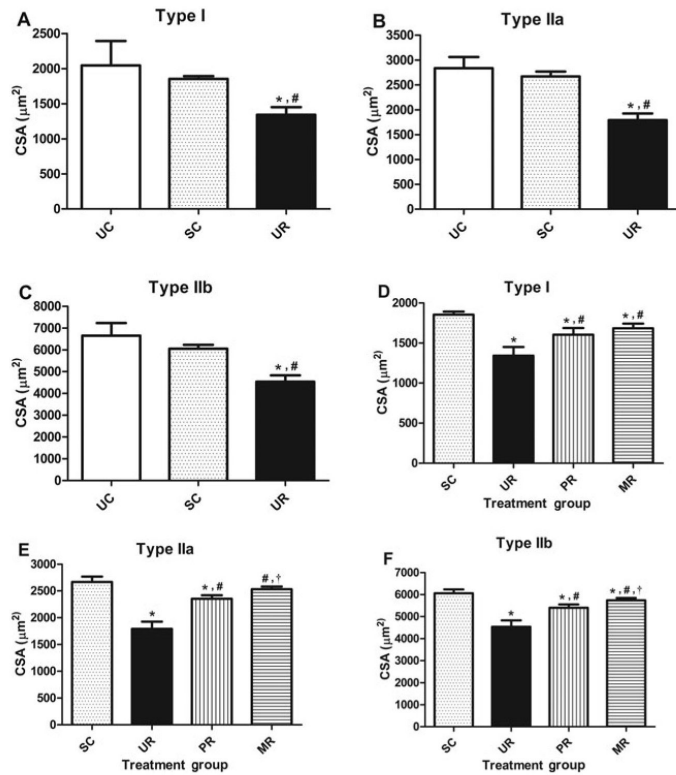 A
Type I
CSA (μm²)
2500
2000
1500
1000
500
0
*, #
UC
SC
UR
B
Type IIa
CSA (μm²)
3500
3000
2500
2000
1500
1000
500
0
*, #
UC
SC
UR
C
Type IIb
CSA (μm²)
8000
7000
6000
5000
4000
3000
2000
1000
0
*, #
UC
SC
UR
D
Type I
CSA (μm²)
2000
1500
1000
500
0
*
*, #
*, #
SC
UR
PR
MR
Treatment group
E
Type IIa
CSA (μm²)
3000
2500
2000
1500
1000
500
0
*
*, #
#, †
SC
UR
PR
MR
Treatment group
F
Type IIb
CSA (μm²)
7000
6000
5000
4000
3000
2000
1000
0
*
*, #
*, #, †
SC
UR
PR
MR
Treatment group